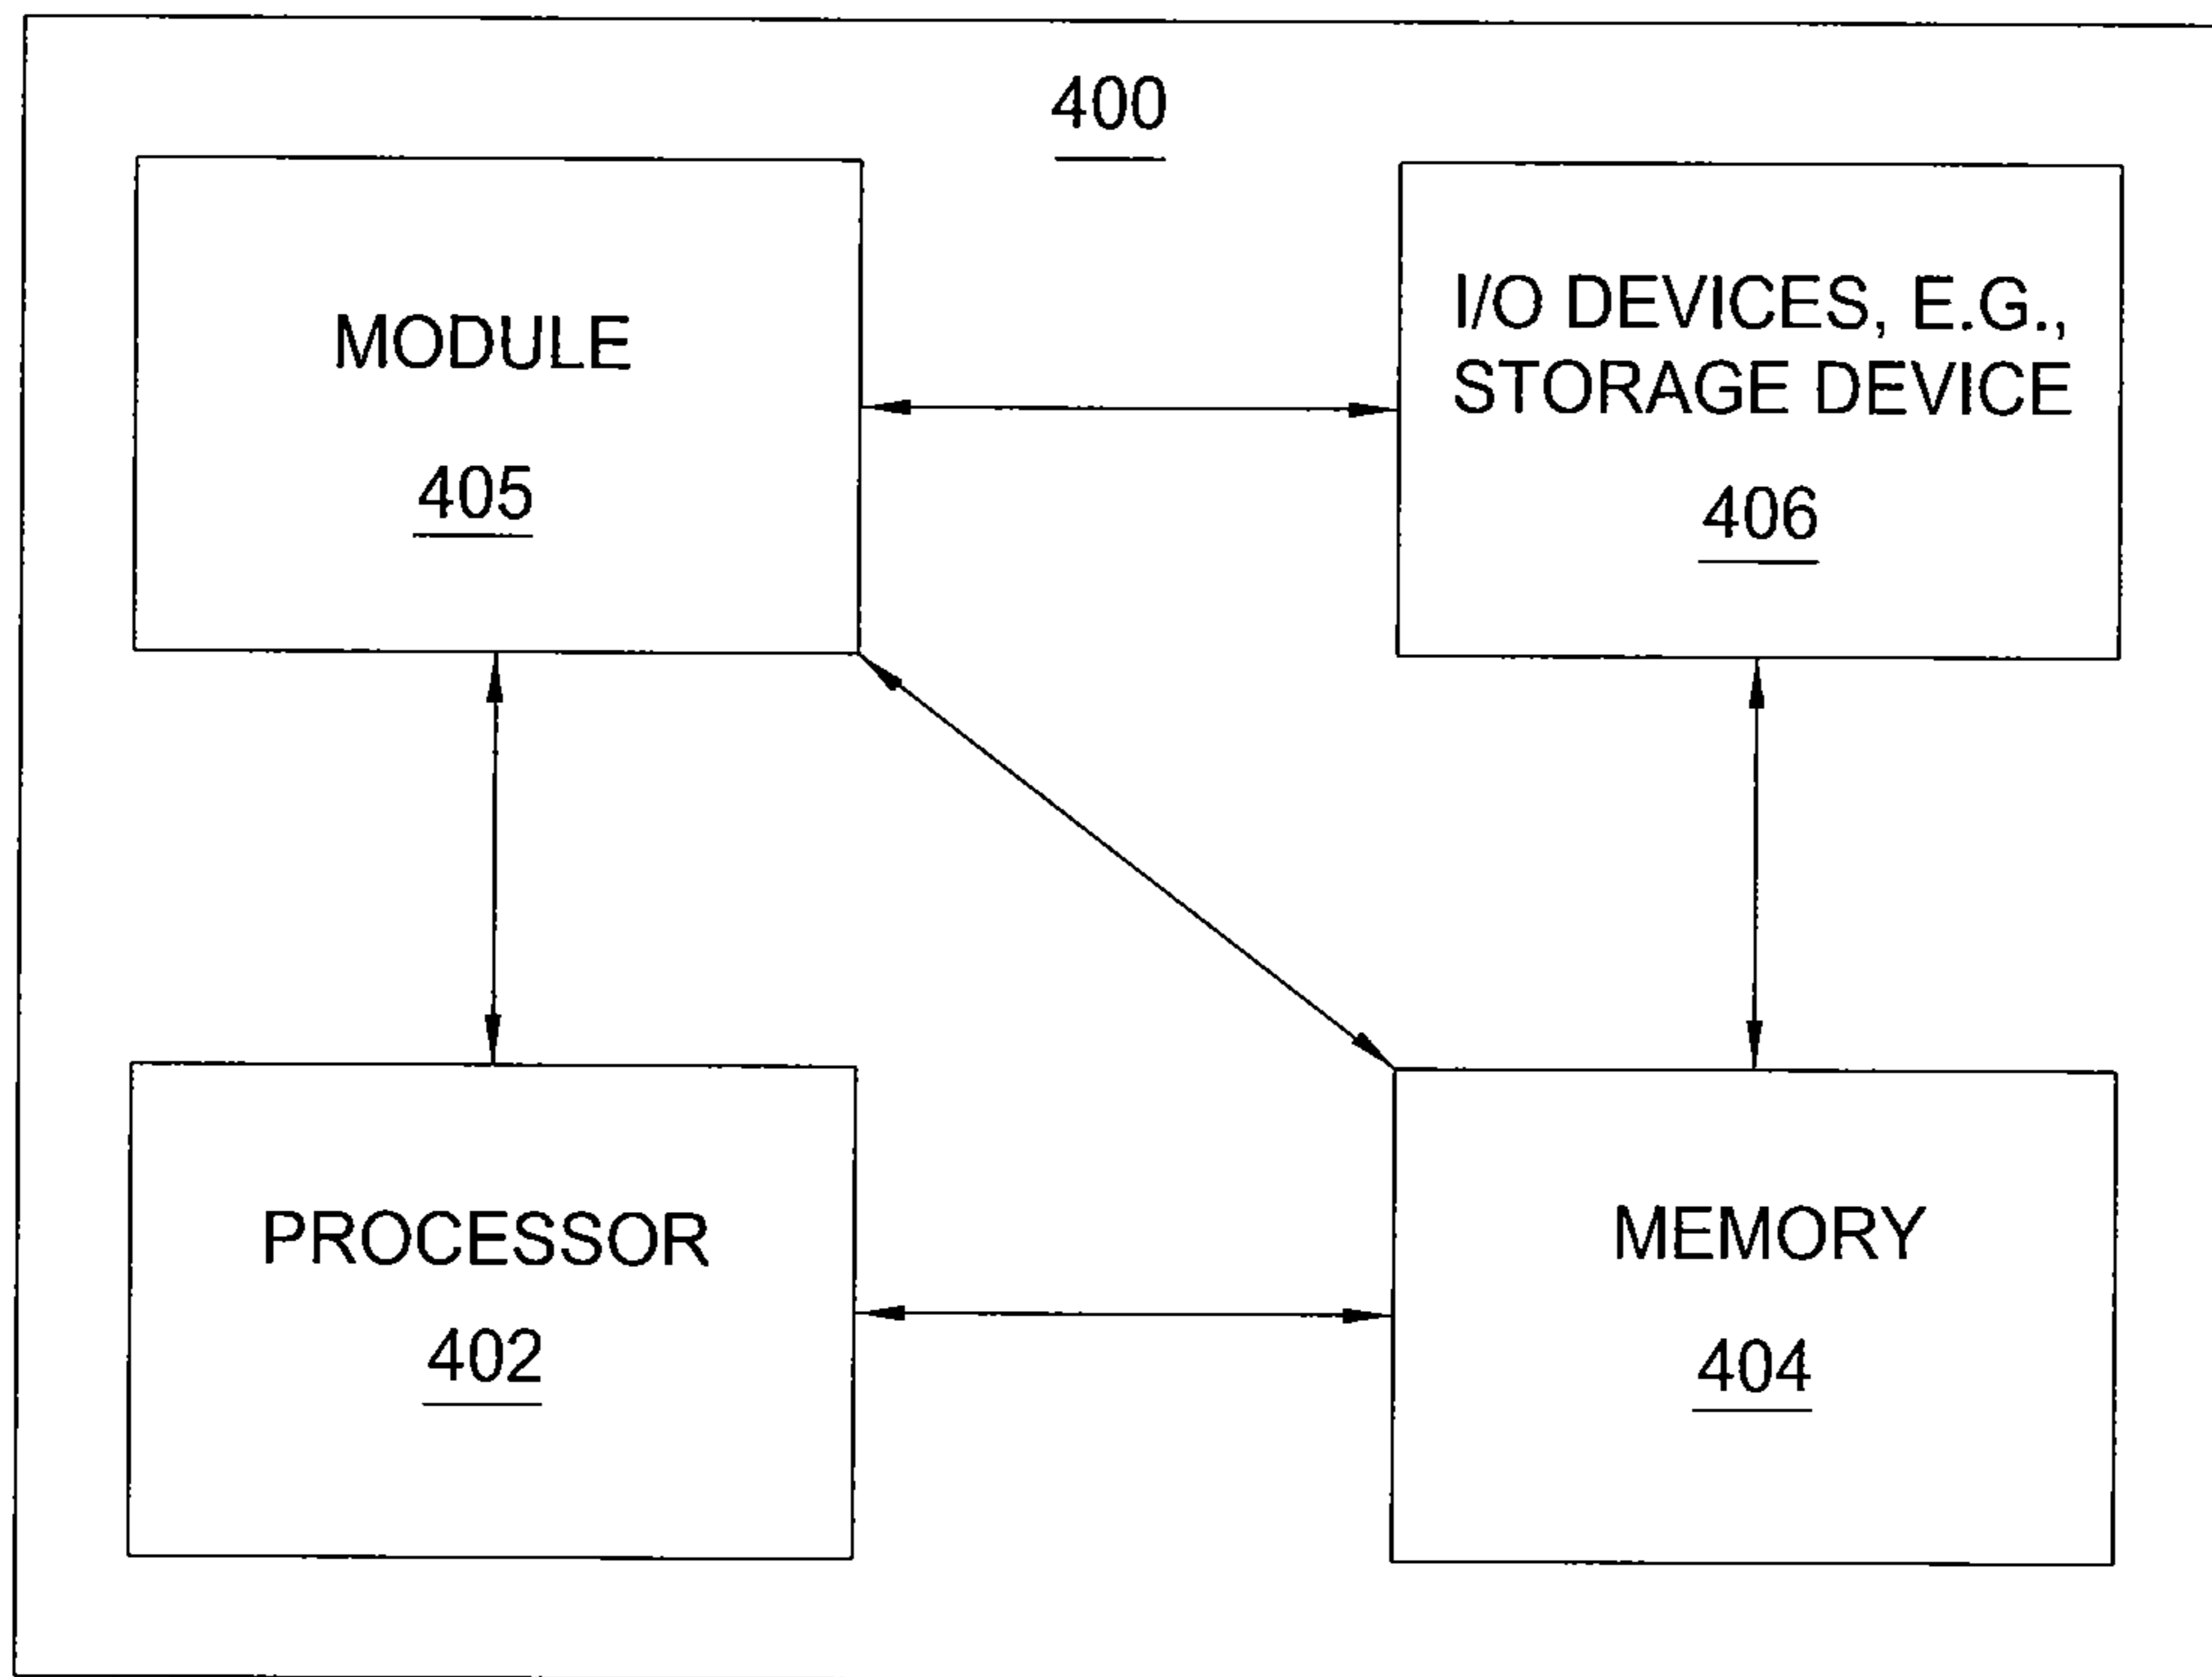 400
MODULE
405
I/O DEVICES, E.G.,
STORAGE DEVICE
406
PROCESSOR
402
MEMORY
404